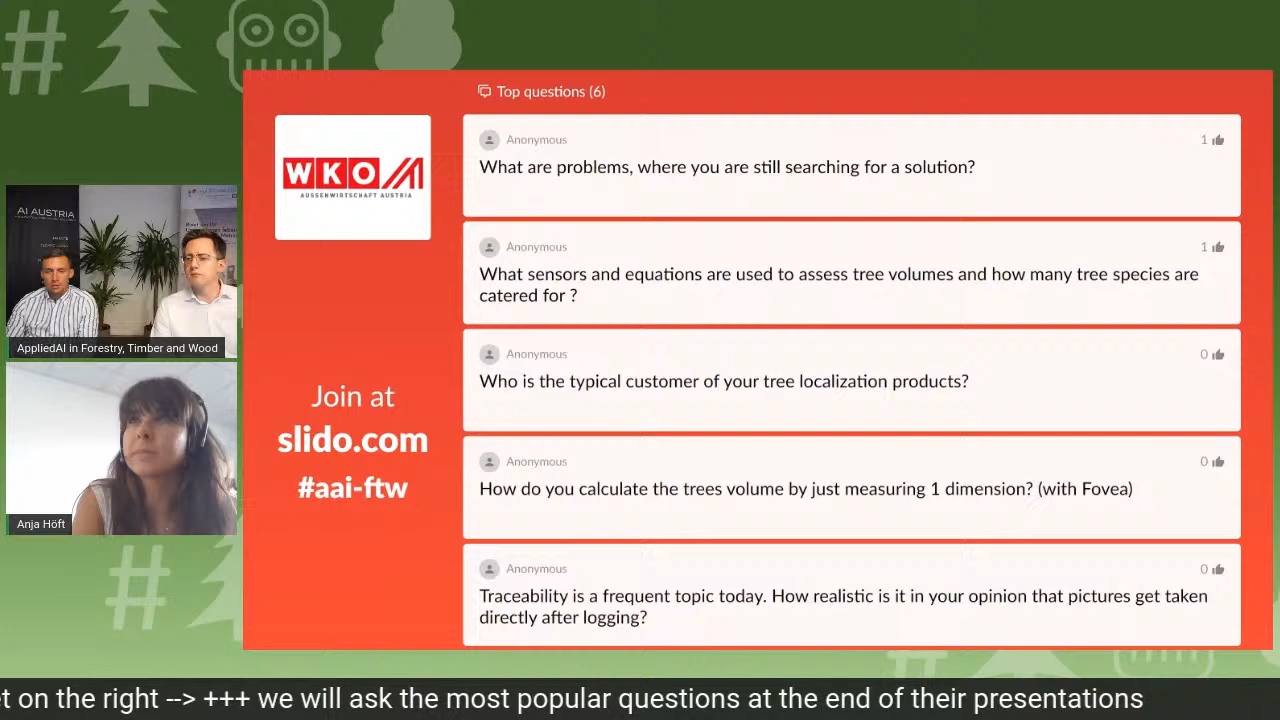 Top questions (6)
WKO
AUSSENWIRTSCHAFT AUSTRIA
Join at
slido.com
#aai-ftw
Anonymous
1
What are problems, where you are still searching for a solution?
Anonymous
1
What sensors and equations are used to assess tree volumes and how many tree species are
catered for ?
Anonymous
0
Who is the typical customer of your tree localization products?
Anonymous
0
How do you calculate the trees volume by just measuring 1 dimension? (with Fovea)
Anonymous
0
Traceability is a frequent topic today. How realistic is it in your opinion that pictures get taken
directly after logging?
AI AUSTRIA
AppliedAI in Forestry, Timber and Wood
Anja Höft
on the right --> +++ we will ask the most popular questions at the end of their presentations